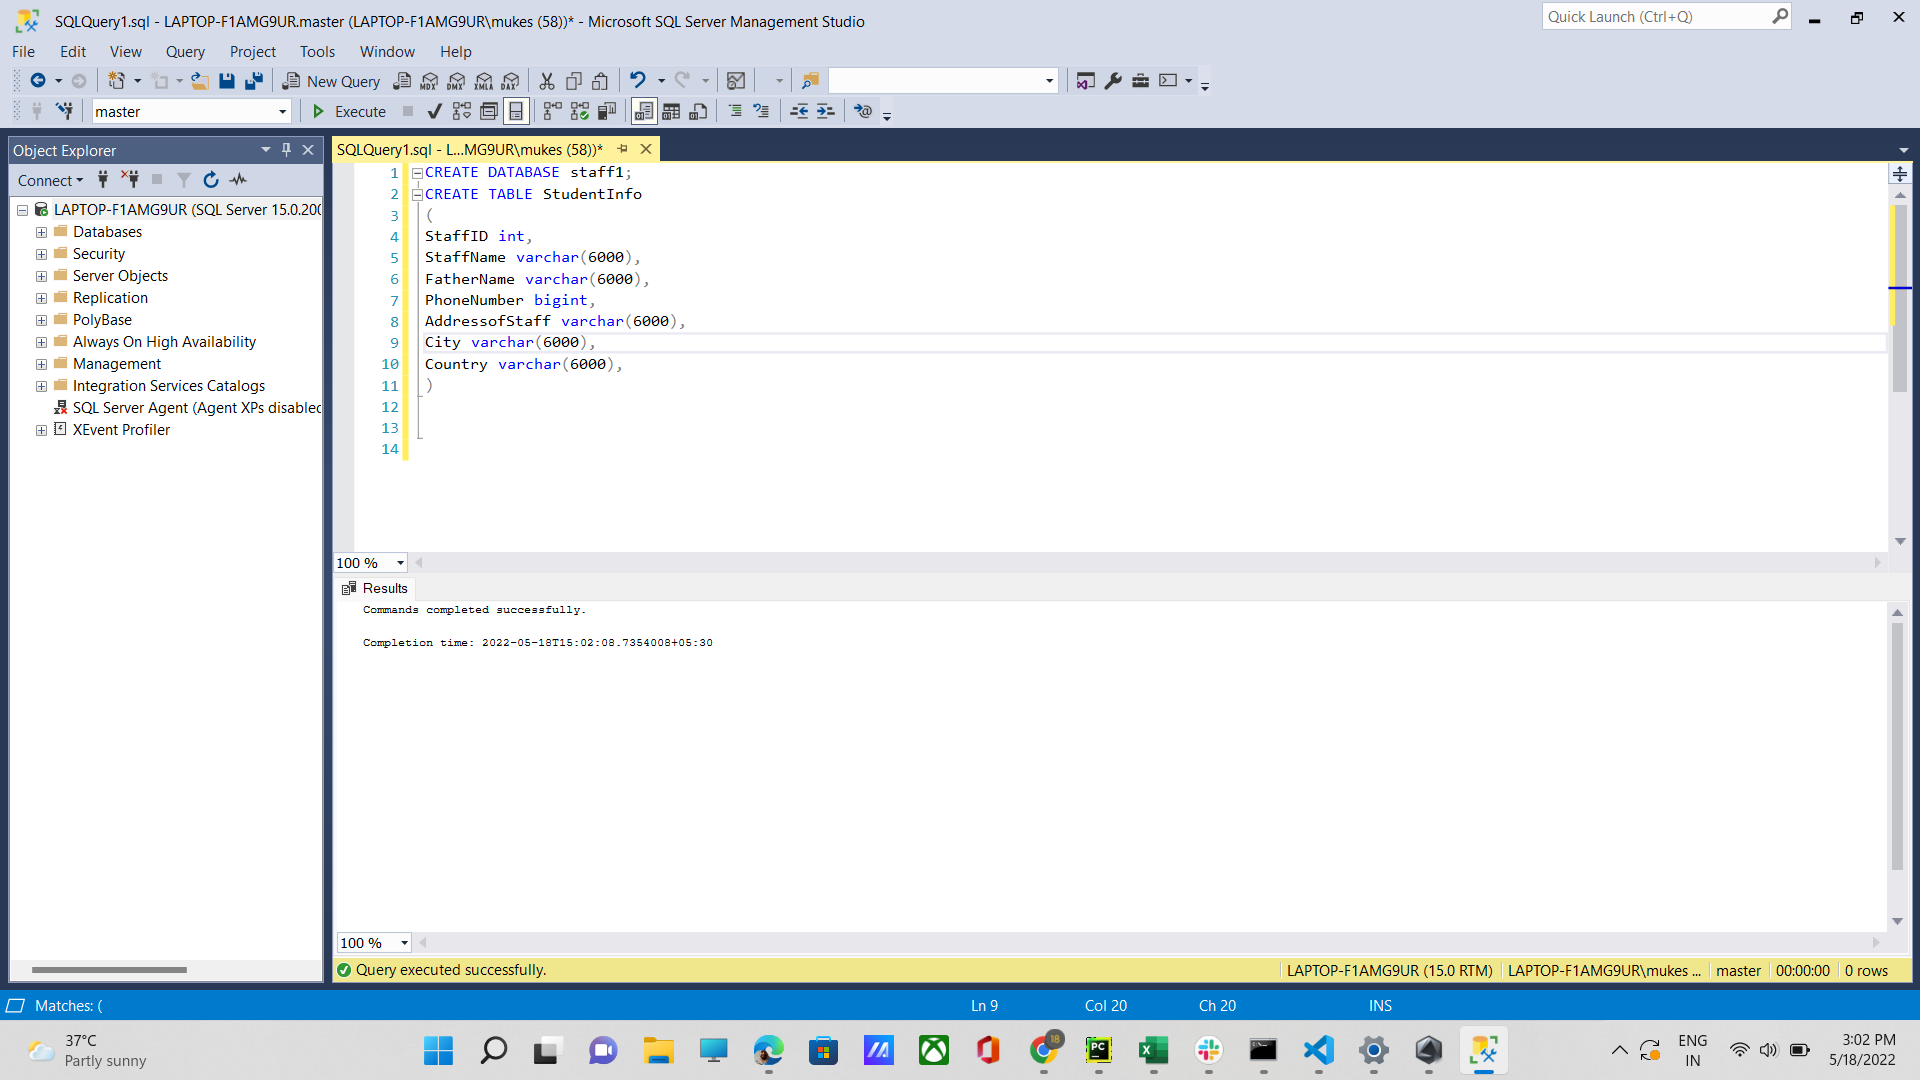 SQLQuery1.sql - LAPTOP-F1AMG9UR.master (LAPTOP-F1AMG9UR\mukes (58))* - Microsoft SQL Server Management Studio
Quick Launch (Ctrl+Q)
File Edit View Query Project Tools Window Help
New Query
MDX DMX XMLA DAX
master
Execute
Object Explorer
Connect
LAPTOP-F1AMG9UR (SQL Server 15.0.200
Databases
Security
Server Objects
Replication
PolyBase
Always On High Availability
Management
Integration Services Catalogs
SQL Server Agent (Agent XPs disabled
XEvent Profiler
SQLQuery1.sql - L...MG9UR\mukes (58))*
1 CREATE DATABASE staff1;
2 CREATE TABLE StudentInfo
3 (
4 StaffID int,
5 StaffName varchar(6000),
6 FatherName varchar(6000),
7 PhoneNumber bigint,
8 AddressofStaff varchar(6000),
9 City varchar(6000),
10 Country varchar(6000),
11 )
12
13
14
100 %
Results
Commands completed successfully.
Completion time: 2022-05-18T15:02:08.7354008+05:30
100 %
Query executed successfully.
LAPTOP-F1AMG9UR (15.0 RTM) LAPTOP-F1AMG9UR\mukes ... master 00:00:00 0 rows
Matches: (
Ln 9 Col 20 Ch 20 INS
37°C
Partly sunny
18
PC
ENG
IN
3:02 PM
5/18/2022